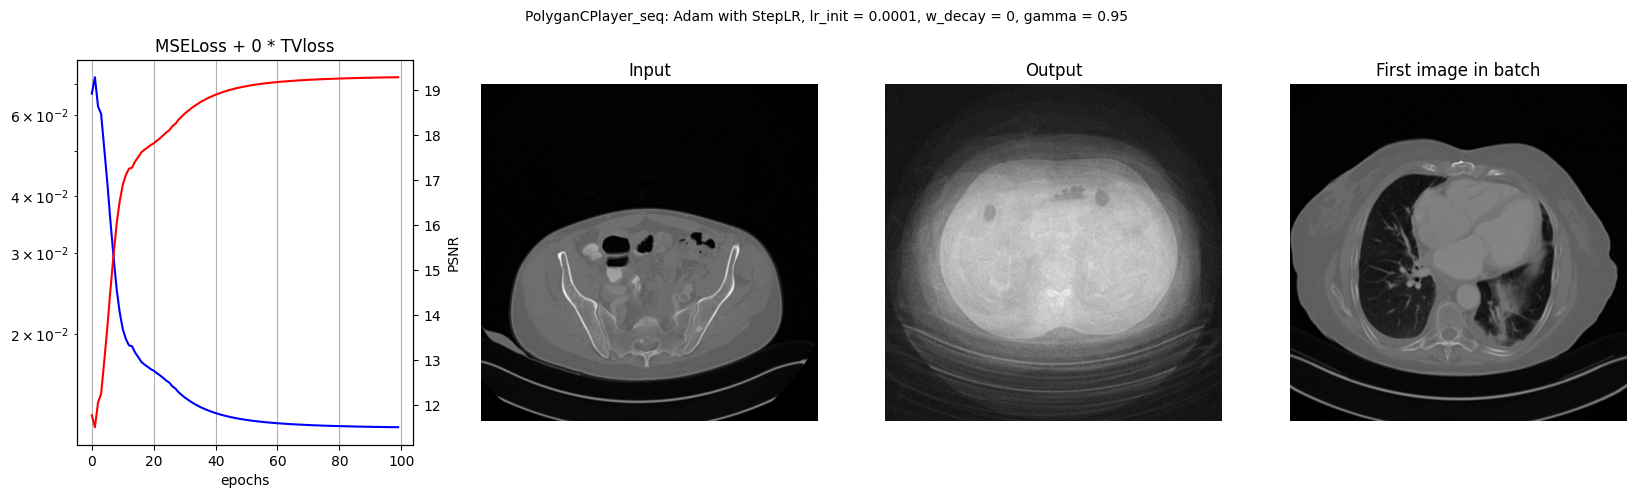 PolyganCPlayer_seq: Adam with StepLR, lr_init = 0.0001, w_decay = 0, gamma = 0.95
MSELoss + 0 * TVloss
Input
Output
First image in batch
6 × 10⁻²
4 × 10⁻²
3 × 10⁻²
2 × 10⁻²
19
18
17
16
15
14
13
12
PSNR
0 20 40 60 80 100
epochs